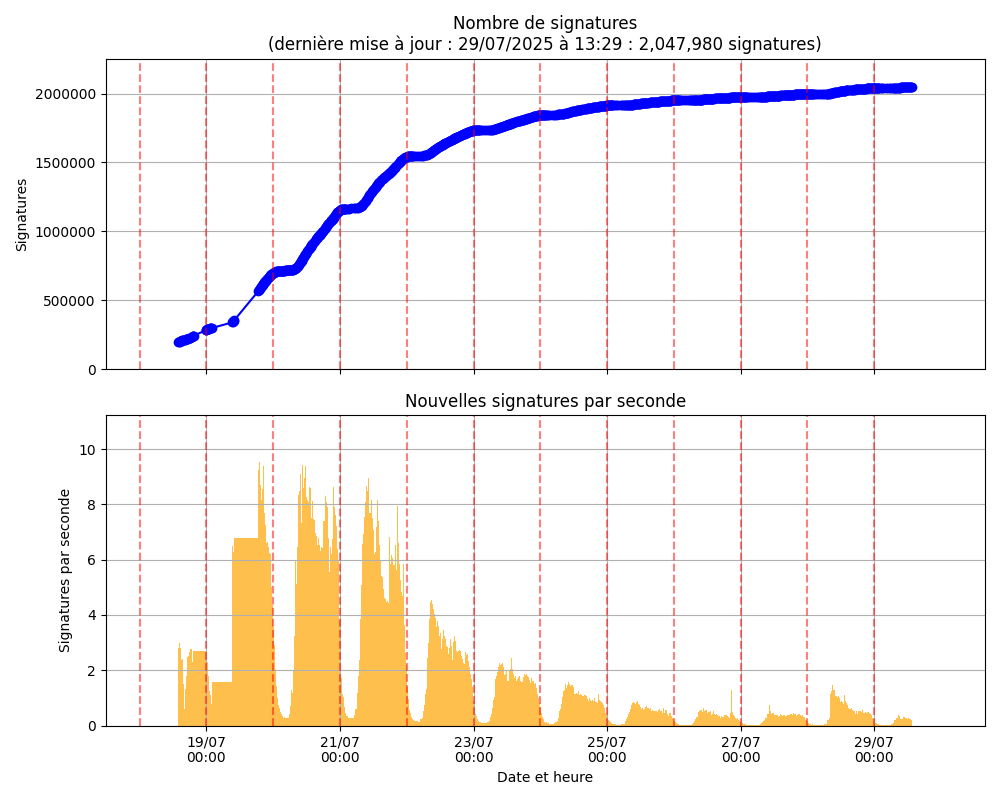 Nombre de signatures
(dernière mise à jour : 29/07/2025 à 13:29 : 2,047,980 signatures)
2000000
1500000
1000000
500000
0
Signatures
Nouvelles signatures par seconde
10
8
6
4
2
0
Signatures par seconde
19/07 21/07 23/07 25/07 27/07 29/07
00:00 00:00 00:00 00:00 00:00 00:00
Date et heure